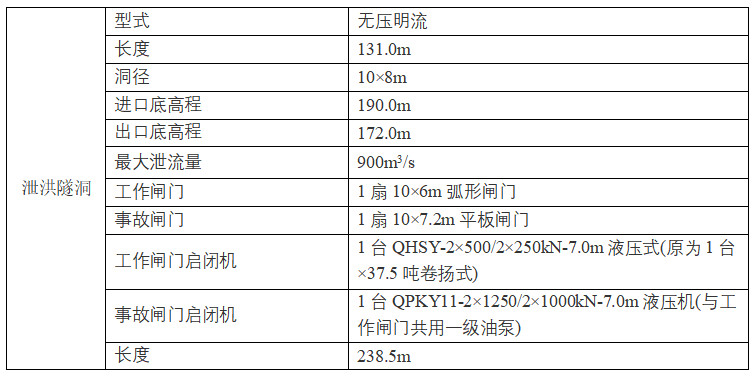 型式 无压明流
长度 131.0m
洞径 10×8m
进口底高程 190.0m
出口底高程 172.0m
最大泄流量 900m³/s
泄洪隧洞
工作闸门 1 扇 10×6m 弧形闸门
事故闸门 1 扇 10×7.2m 平板闸门
工作闸门启闭机 1 台 QHSY-2×500/2×250kN-7.0m 液压式(原为 1 台
×37.5 吨卷扬式)
事故闸门启闭机 1 台 QPKY11-2×1250/2×1000kN-7.0m 液压机(与工
作闸门共用一级油泵)
长度 238.5m